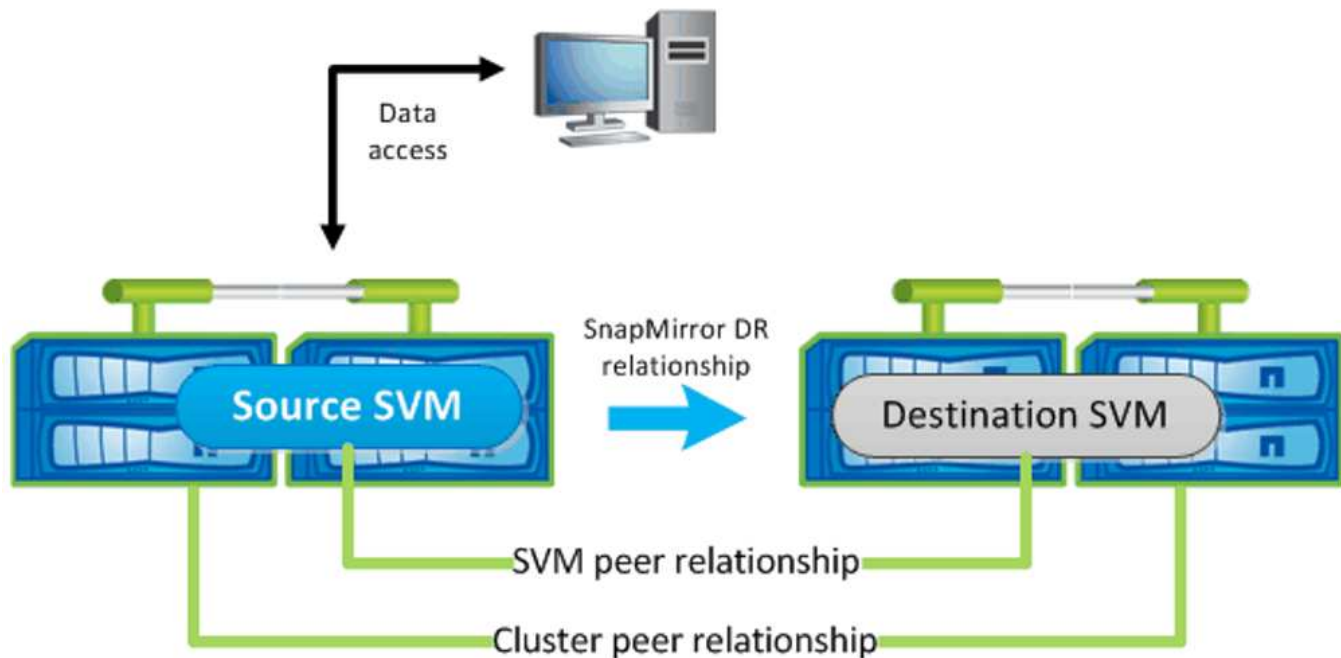 Data
access
SnapMirror DR
relationship
Source SVM
Destination SVM
SVM peer relationship
Cluster peer relationship